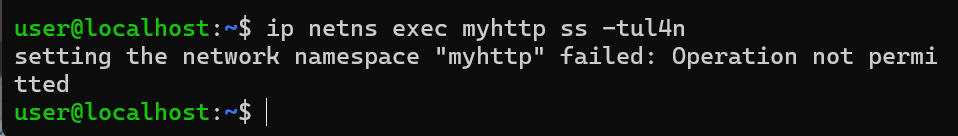 user@localhost:~$ ip netns exec myhttp ss -tul4n
setting the network namespace "myhttp" failed: Operation not permi
tted
user@localhost:~$